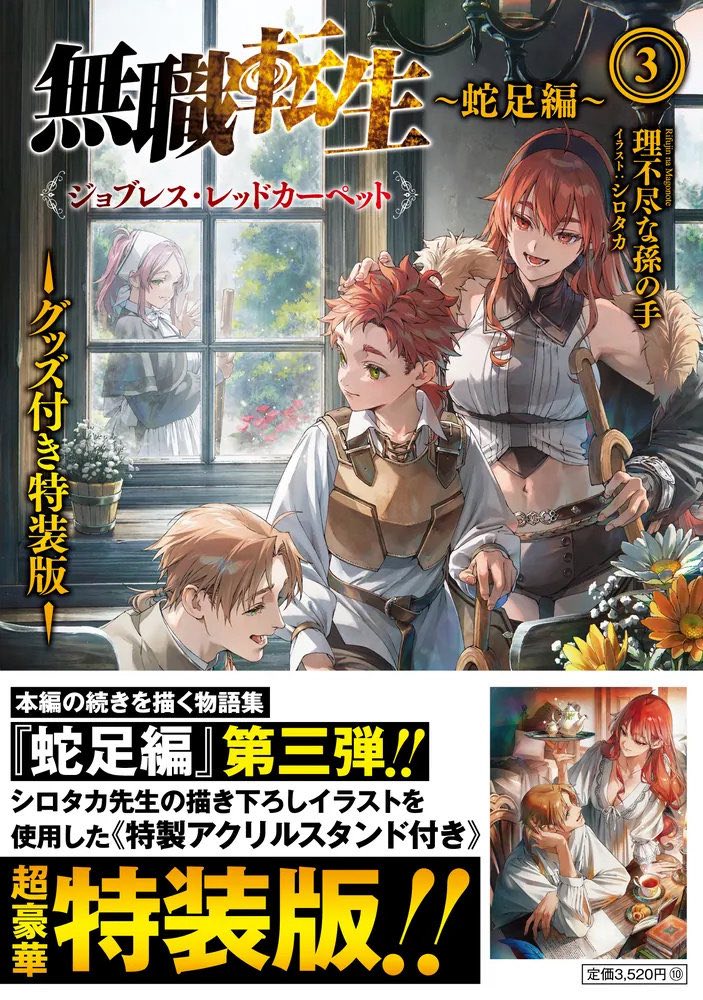 無職転生
～蛇足編～
3
ジョブレス・レッドカーペット
理不尽な孫の手
Rifujin na Magonote
イラスト：シロタカ
グッズ付き特装版
本編の続きを描く物語集
『蛇足編』第三弾!!
シロタカ先生の描き下ろしイラストを
使用した《特製アクリルスタンド付き》
超豪華
特装版!!
定価3,520円⑩